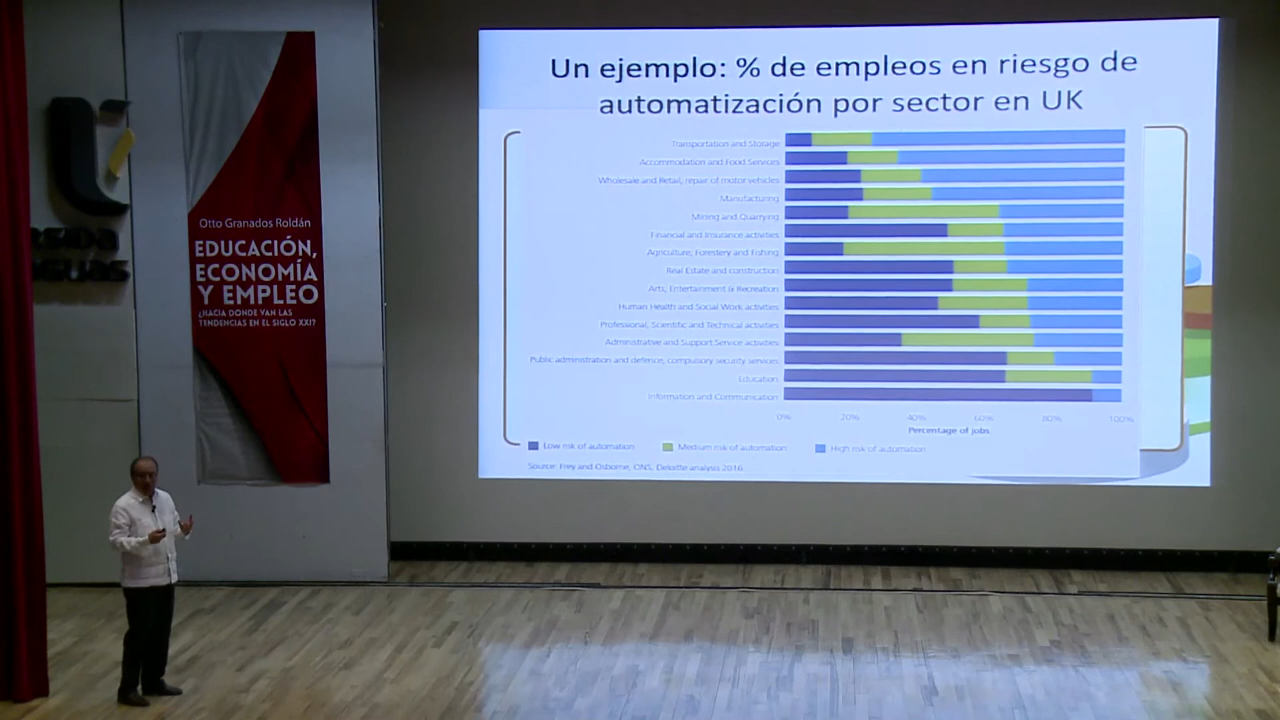 Otto Granados Roldán
EDUCACIÓN,
ECONOMÍA
Y EMPLEO
¿HACIA DONDE VAN LAS
TENDENCIAS EN EL SIGLO XXI?
Un ejemplo: % de empleos en riesgo de
automatización por sector en UK
Transportation and Storage
Accommodation and Food Services
Wholesale and Retail, repair of motor vehicles
Manufacturing
Mining and Quarrying
Financial and Insurance activities
Agriculture, Forestery and Fishing
Real Estate and construction
Arts, Entertainment & Recreation
Human Health and Social Work activities
Professional, Scientific and Technical activities
Administrative and Support Service activities
Public administration and defence, compulsory security services
Education
Information and Communication
0% 20% 40% 60% 80% 100%
Percentage of jobs
Low risk of automation Medium risk of automation High risk of automation
Source: Frey and Osborne, ONS, Deloitte analysis 2016